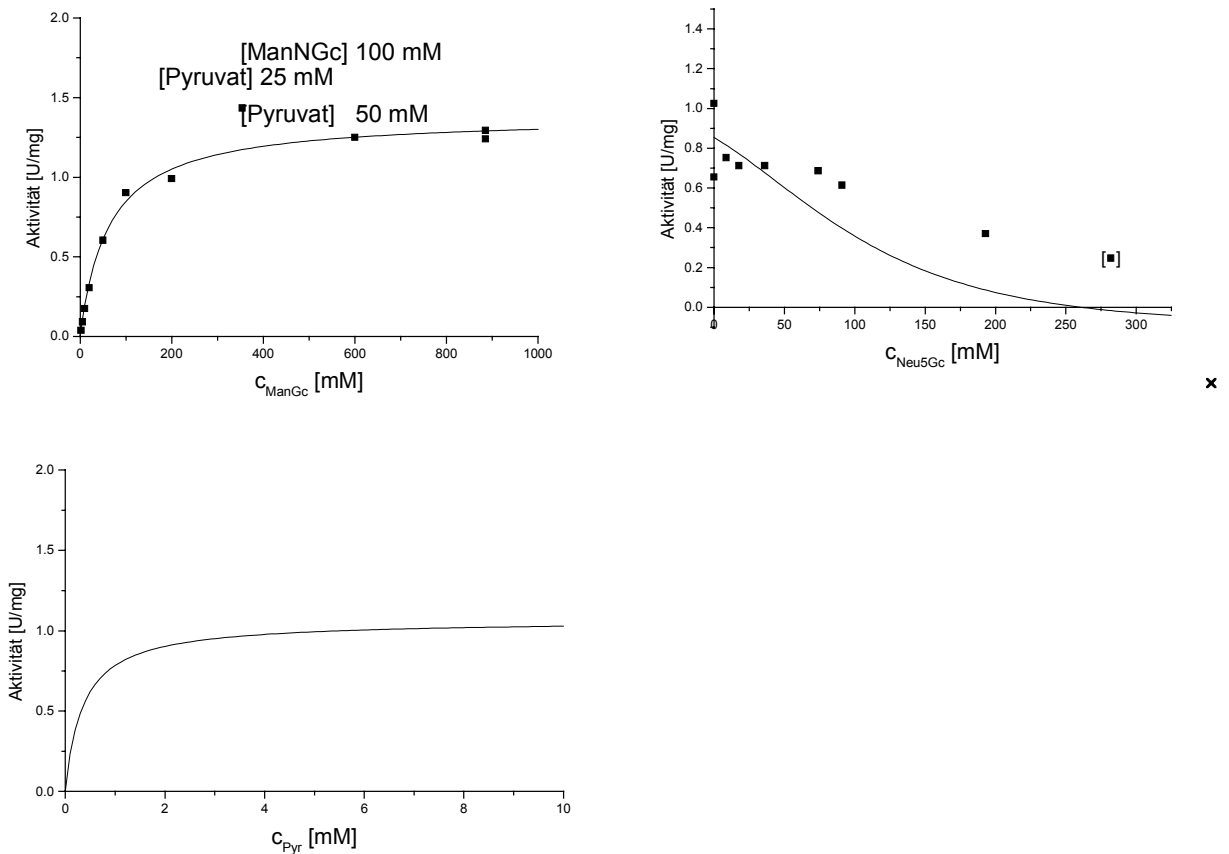 2.0
[ManNGc] 100 mM
[Pyruvat] 25 mM
1.5
[Pyruvat] 50 mM
1.0
0.5
0.0
Aktivität [U/mg]
0 200 400 600 800 1000
c_ManGc [mM]
1.4
1.2
1.0
0.8
0.6
0.4
[ ]
0.2
0.0
Aktivität [U/mg]
0 50 100 150 200 250 300
c_Neu5Gc [mM]
×
2.0
1.5
1.0
0.5
0.0
Aktivität [U/mg]
0 2 4 6 8 10
c_Pyr [mM]